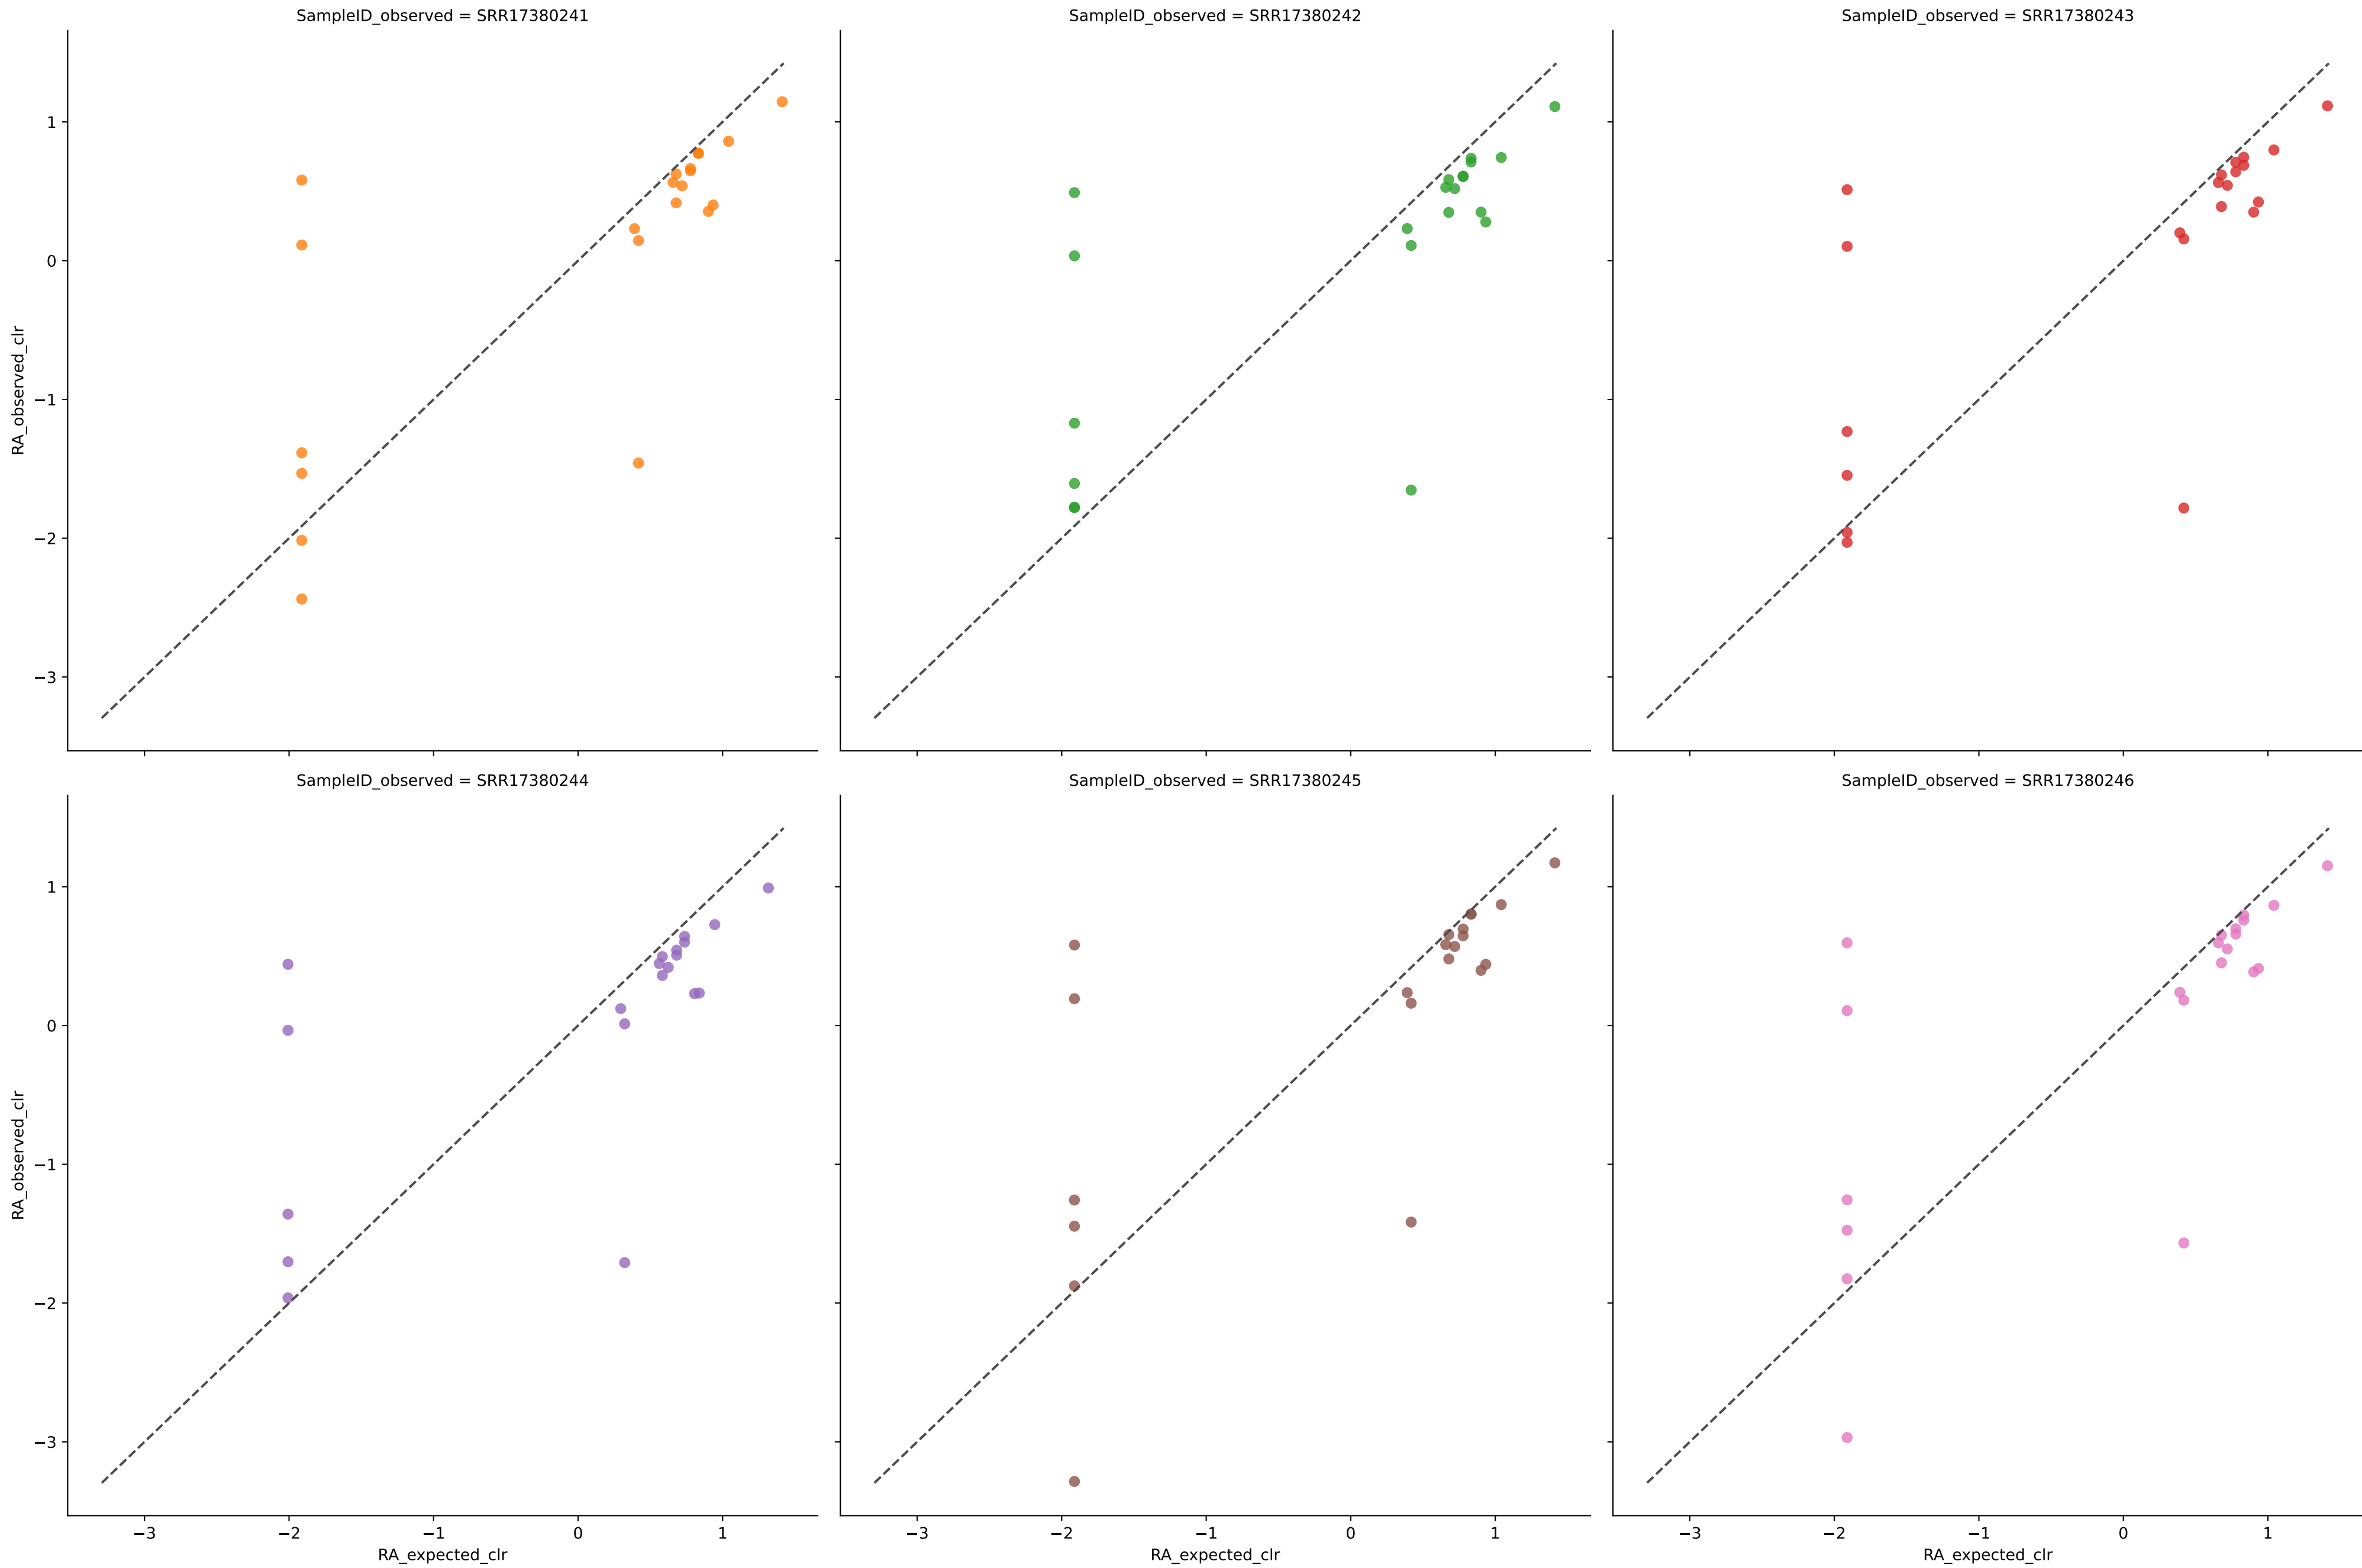 SampleID_observed = SRR17380241
SampleID_observed = SRR17380242
SampleID_observed = SRR17380243
RA_observed_clr
1
0
−1
−2
−3
SampleID_observed = SRR17380244
SampleID_observed = SRR17380245
SampleID_observed = SRR17380246
RA_observed_clr
1
0
−1
−2
−3
−3 −2 −1 0 1
−3 −2 −1 0 1
−3 −2 −1 0 1
RA_expected_clr
RA_expected_clr
RA_expected_clr